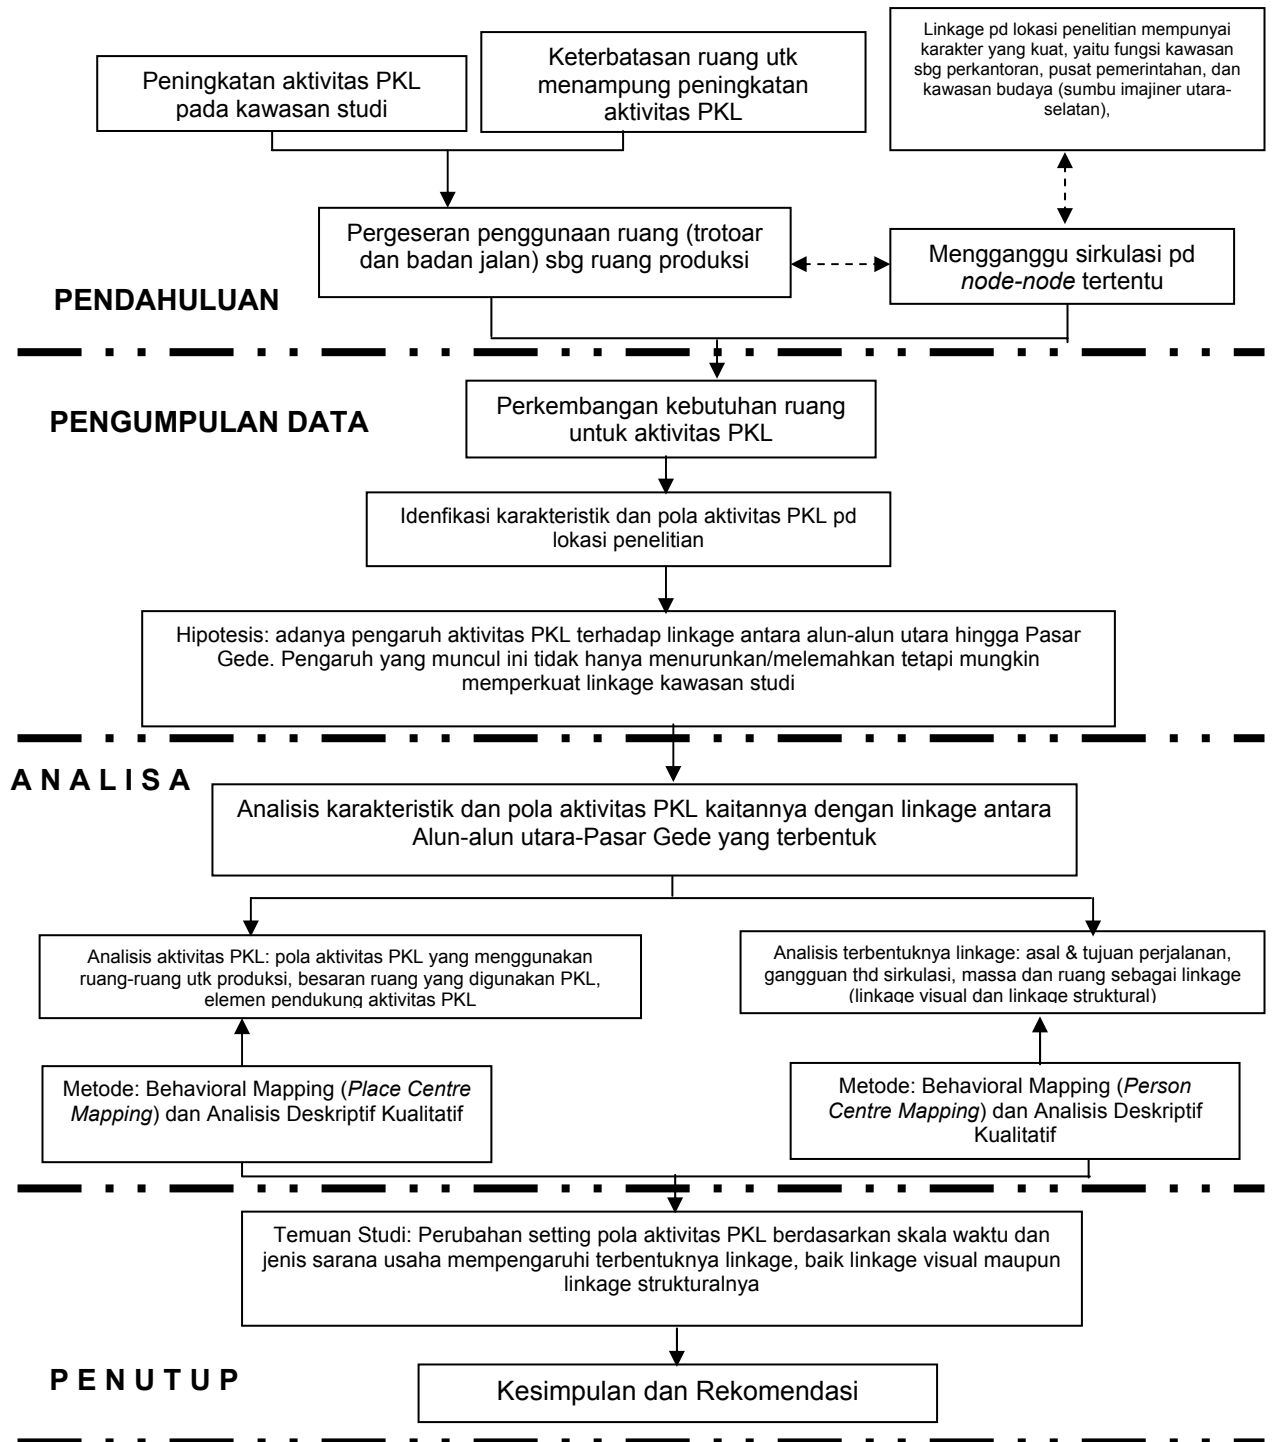 Peningkatan aktivitas PKL
pada kawasan studi
Keterbatasan ruang utk
menampung peningkatan
aktivitas PKL
Linkage pd lokasi penelitian mempunyai
karakter yang kuat, yaitu fungsi kawasan
sbg perkantoran, pusat pemerintahan, dan
kawasan budaya (sumbu imajiner utara-
selatan),
Pergeseran penggunaan ruang (trotoar
dan badan jalan) sbg ruang produksi
Mengganggu sirkulasi pd
node-node tertentu
PENDAHULUAN
PENGUMPULAN DATA
Perkembangan kebutuhan ruang
untuk aktivitas PKL
Idenfikasi karakteristik dan pola aktivitas PKL pd
lokasi penelitian
Hipotesis: adanya pengaruh aktivitas PKL terhadap linkage antara alun-alun utara hingga Pasar
Gede. Pengaruh yang muncul ini tidak hanya menurunkan/melemahkan tetapi mungkin
memperkuat linkage kawasan studi
A N A L I S A
Analisis karakteristik dan pola aktivitas PKL kaitannya dengan linkage antara
Alun-alun utara-Pasar Gede yang terbentuk
Analisis aktivitas PKL: pola aktivitas PKL yang menggunakan
ruang-ruang utk produksi, besaran ruang yang digunakan PKL,
elemen pendukung aktivitas PKL
Analisis terbentuknya linkage: asal & tujuan perjalanan,
gangguan thd sirkulasi, massa dan ruang sebagai linkage
(linkage visual dan linkage struktural)
Metode: Behavioral Mapping (Place Centre
Mapping) dan Analisis Deskriptif Kualitatif
Metode: Behavioral Mapping (Person
Centre Mapping) dan Analisis Deskriptif
Kualitatif
Temuan Studi: Perubahan setting pola aktivitas PKL berdasarkan skala waktu dan
jenis sarana usaha mempengaruhi terbentuknya linkage, baik linkage visual maupun
linkage strukturalnya
P E N U T U P
Kesimpulan dan Rekomendasi